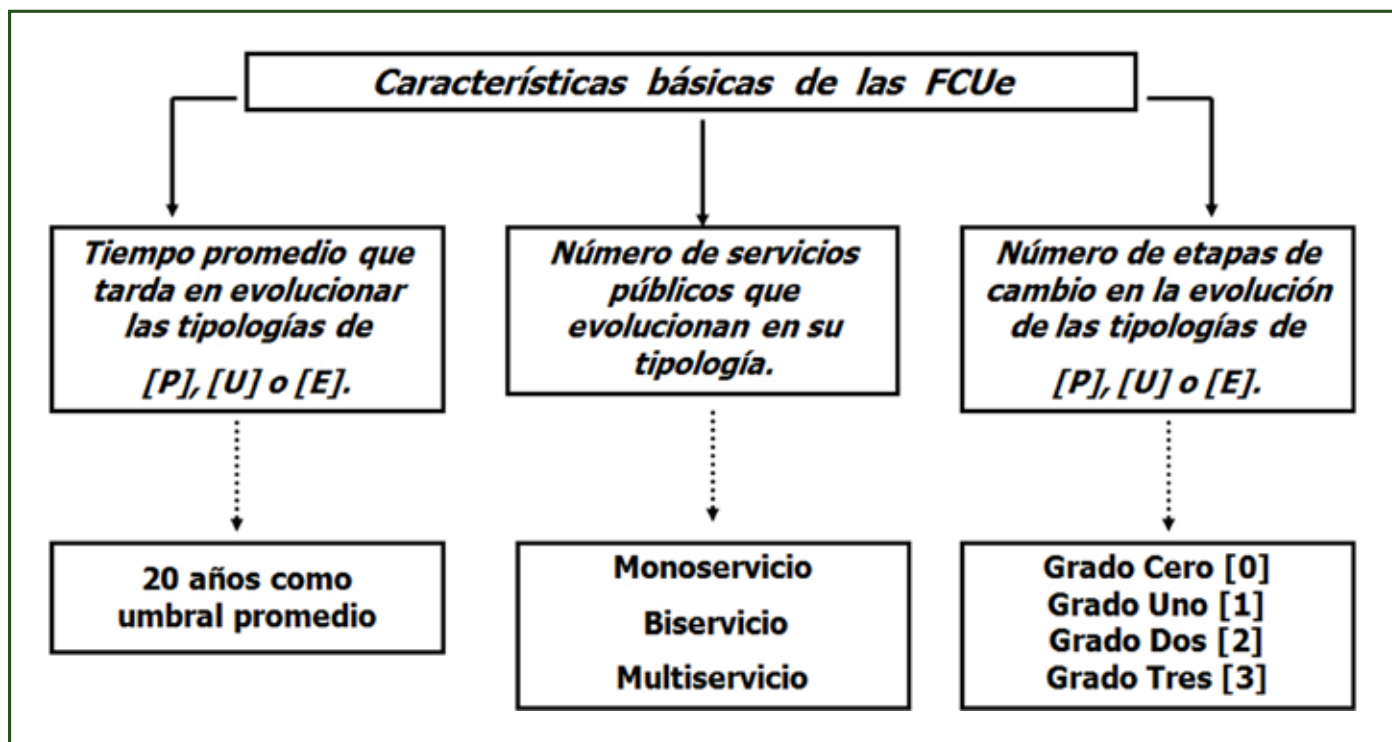 Características básicas de las FCUe
Tiempo promedio que
tarda en evolucionar
las tipologías de
[P], [U] o [E].
Número de servicios
públicos que
evolucionan en su
tipología.
Número de etapas de
cambio en la evolución
de las tipologías de
[P], [U] o [E].
20 años como
umbral promedio
Monoservicio
Biservicio
Multiservicio
Grado Cero [0]
Grado Uno [1]
Grado Dos [2]
Grado Tres [3]